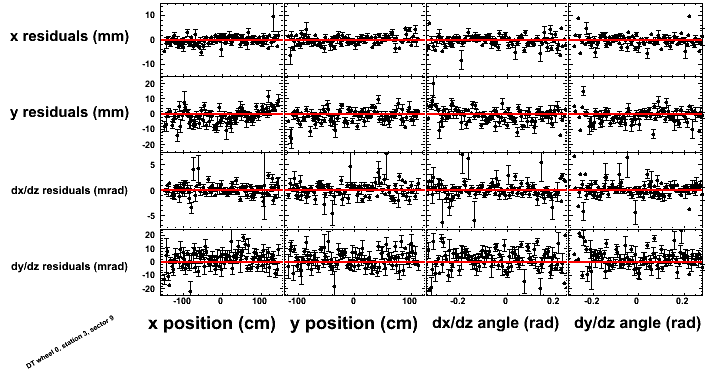 x residuals (mm)
10
0
-10
y residuals (mm)
20
10
0
-10
-20
dx/dz residuals (mrad)
5
0
-5
dy/dz residuals (mrad)
20
10
0
-10
-20
-100 0 100 -100 0 100 -0.2 0 0.2 -0.2 0 0.2
x position (cm) y position (cm) dx/dz angle (rad) dy/dz angle (rad)
DT wheel 0, station 3, sector 9